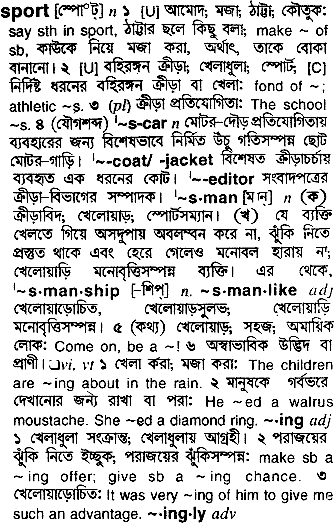 sport [স্পোːট্] n ১ [U] আমোদ; মজা; ঠাট্টা; কৌতুক:
say sth in sport, ঠাট্টার ছলে কিছু বলা; make ~ of
sb, কাউকে নিয়ে মজা করা, অর্থাৎ, তাকে বোকা
বানানো। ২ [U] বহিরঙ্গন ক্রীড়া; খেলাধুলা; স্পোর্ট; [C]
নির্দিষ্ট ধরনের বহিরঙ্গন ক্রীড়া বা খেলা: fond of ~;
athletic ~s. ৩ (pl) ক্রীড়া প্রতিযোগিতা: The school
~s. ৪ (যৌগশব্দ) ˈ~s-car n মোটর-দৌড় প্রতিযোগিতায়
ব্যবহারের জন্য বিশেষভাবে নির্মিত উঁচু গতিসম্পন্ন ছোট
মোটর-গাড়ি। ˈ~-coat/ -jacket বিশেষত ক্রীড়াচর্চায়
ব্যবহৃত এক ধরনের কোট। ˈ~-editor সংবাদপত্রের
ক্রীড়া-বিভাগের সম্পাদক। ˈ~s·man [মান্] n (ক)
ক্রীড়াবিদ; খেলোয়াড়; স্পোর্টসম্যান। (খ) যে ব্যক্তি
খেলতে গিয়ে অসদুপায় অবলম্বন করে না, ঝুঁকি নিতে
প্রস্তুত থাকে এবং হেরে গেলেও মনোবল হারায় না;
খেলোয়াড়ি মনোবৃত্তিসম্পন্ন ব্যক্তি। এর থেকে,
ˈ~s·man·ship [-শিপ্] n. ~s·man·like adj
খেলোয়াড়োচিত; খেলোয়াড়সুলভ; খেলোয়াড়ি
মনোবৃত্তিসম্পন্ন। ৫ (কথ্য) খেলোয়াড়; সহজ; অমায়িক
লোক: Come on, be a ~! ৬ অস্বাভাবিক উদ্ভিদ বা
প্রাণী। □vi, vt ১ খেলা করা; মজা করা: The children
are ~ing about in the rain. ২ মানুষকে গর্বভরে
দেখানোর জন্য রাখা বা পরা: He ~ed a walrus
moustache. She ~ed a diamond ring. ~·ing adj
১ খেলাধুলা সংক্রান্ত; খেলাধুলায় আগ্রহী। ২ পরাজয়ের
ঝুঁকি নিতে ইচ্ছুক; পরাজয়ের ঝুঁকিসম্পন্ন: make sb a
~ing offer; give sb a ~ing chance. ৩
খেলোয়াড়োচিত: It was very ~ing of him to give me
such an advantage. ~·ing·ly adv